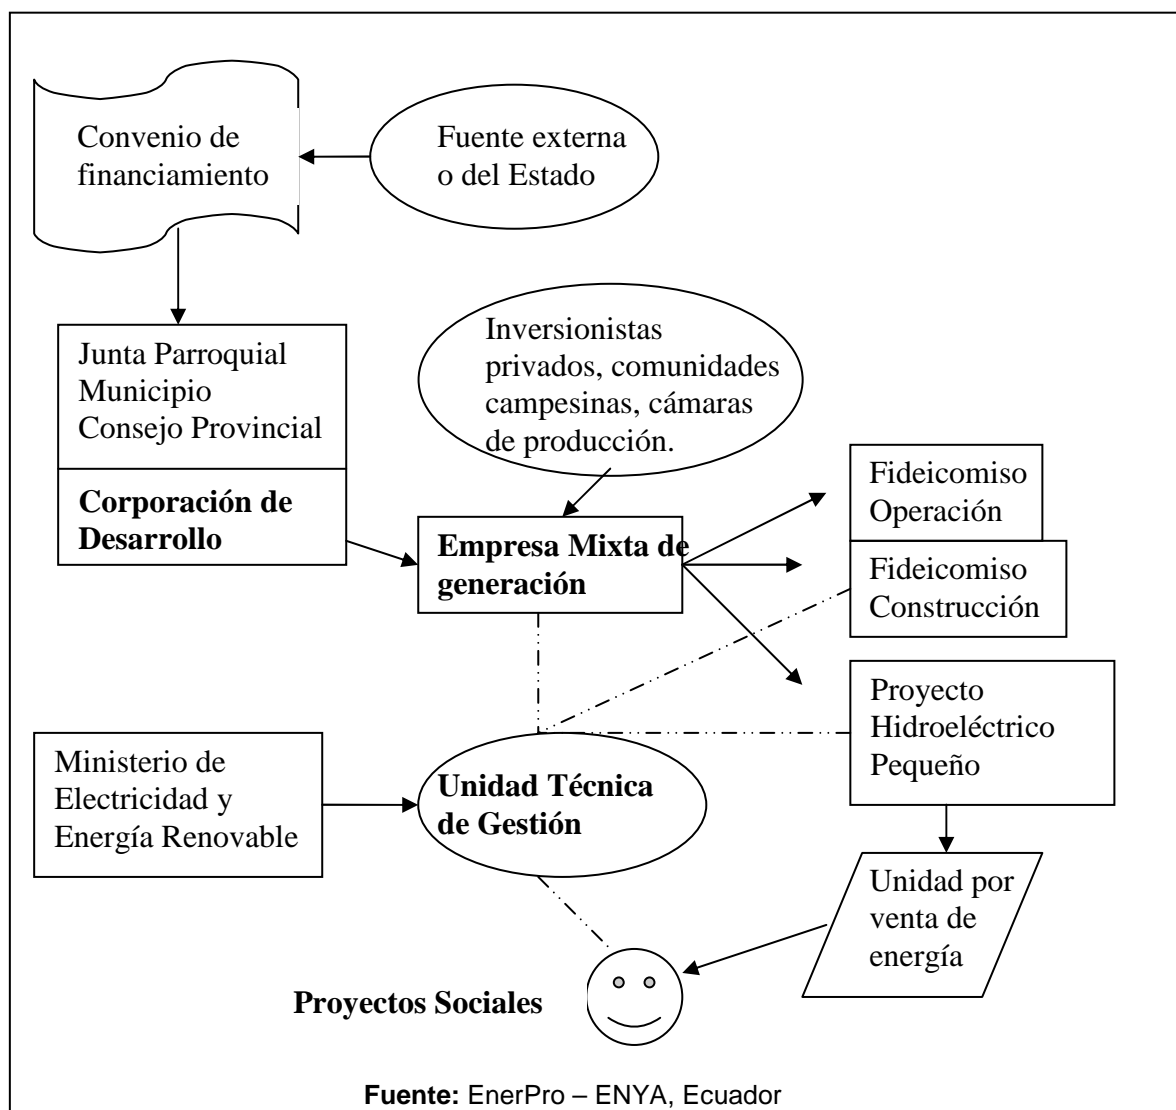 Convenio de
financiamiento
Fuente externa
o del Estado
Junta Parroquial
Municipio
Consejo Provincial
Corporación de
Desarrollo
Inversionistas
privados, comunidades
campesinas, cámaras
de producción.
Empresa Mixta de
generación
Fideicomiso
Operación
Fideicomiso
Construcción
Proyecto
Hidroeléctrico
Pequeño
Ministerio de
Electricidad y
Energía Renovable
Unidad Técnica
de Gestión
Unidad por
venta de
energía
Proyectos Sociales
Fuente: EnerPro – ENYA, Ecuador